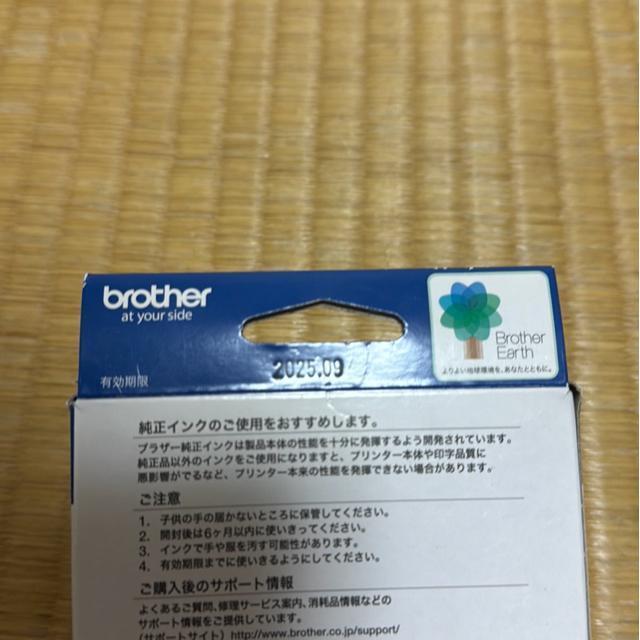 brother
at your side
Brother
Earth
よりよい地球環境を、あなたとともに。
有効期限
2025.09
純正インクのご使用をおすすめします。
ブラザー純正インクは製品本体の性能を十分に発揮するよう開発されています。
純正品以外のインクをご使用になりますと、プリンター本体や印字品質に
悪影響がでるなど、プリンター本来の性能を発揮できない場合があります。
ご注意
1. 子供の手の届かないところに保管してください。
2. 開封後は6ヶ月以内に使いきってください。
3. インクで手や服を汚す可能性があります。
4. 有効期限までに使いきるようにしてください。
ご購入後のサポート情報
よくあるご質問、修理サービス案内、消耗品情報などの
サポート情報をご提供しています。
(サポートサイト) http://www.brother.co.jp/support/